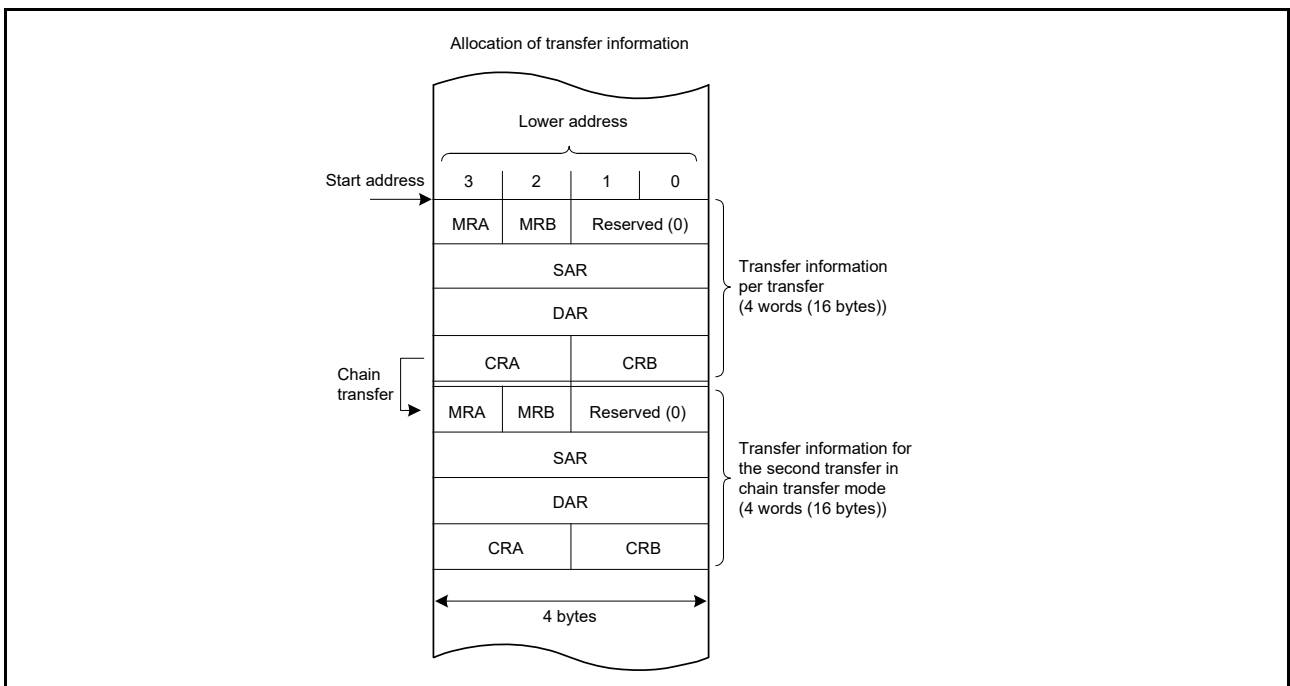 Allocation of transfer information
Lower address
Start address
3 2 1 0
MRA MRB Reserved (0)
SAR
DAR
CRA CRB
Transfer information
per transfer
(4 words (16 bytes))
Chain
transfer
MRA MRB Reserved (0)
SAR
DAR
CRA CRB
Transfer information for
the second transfer in
chain transfer mode
(4 words (16 bytes))
4 bytes